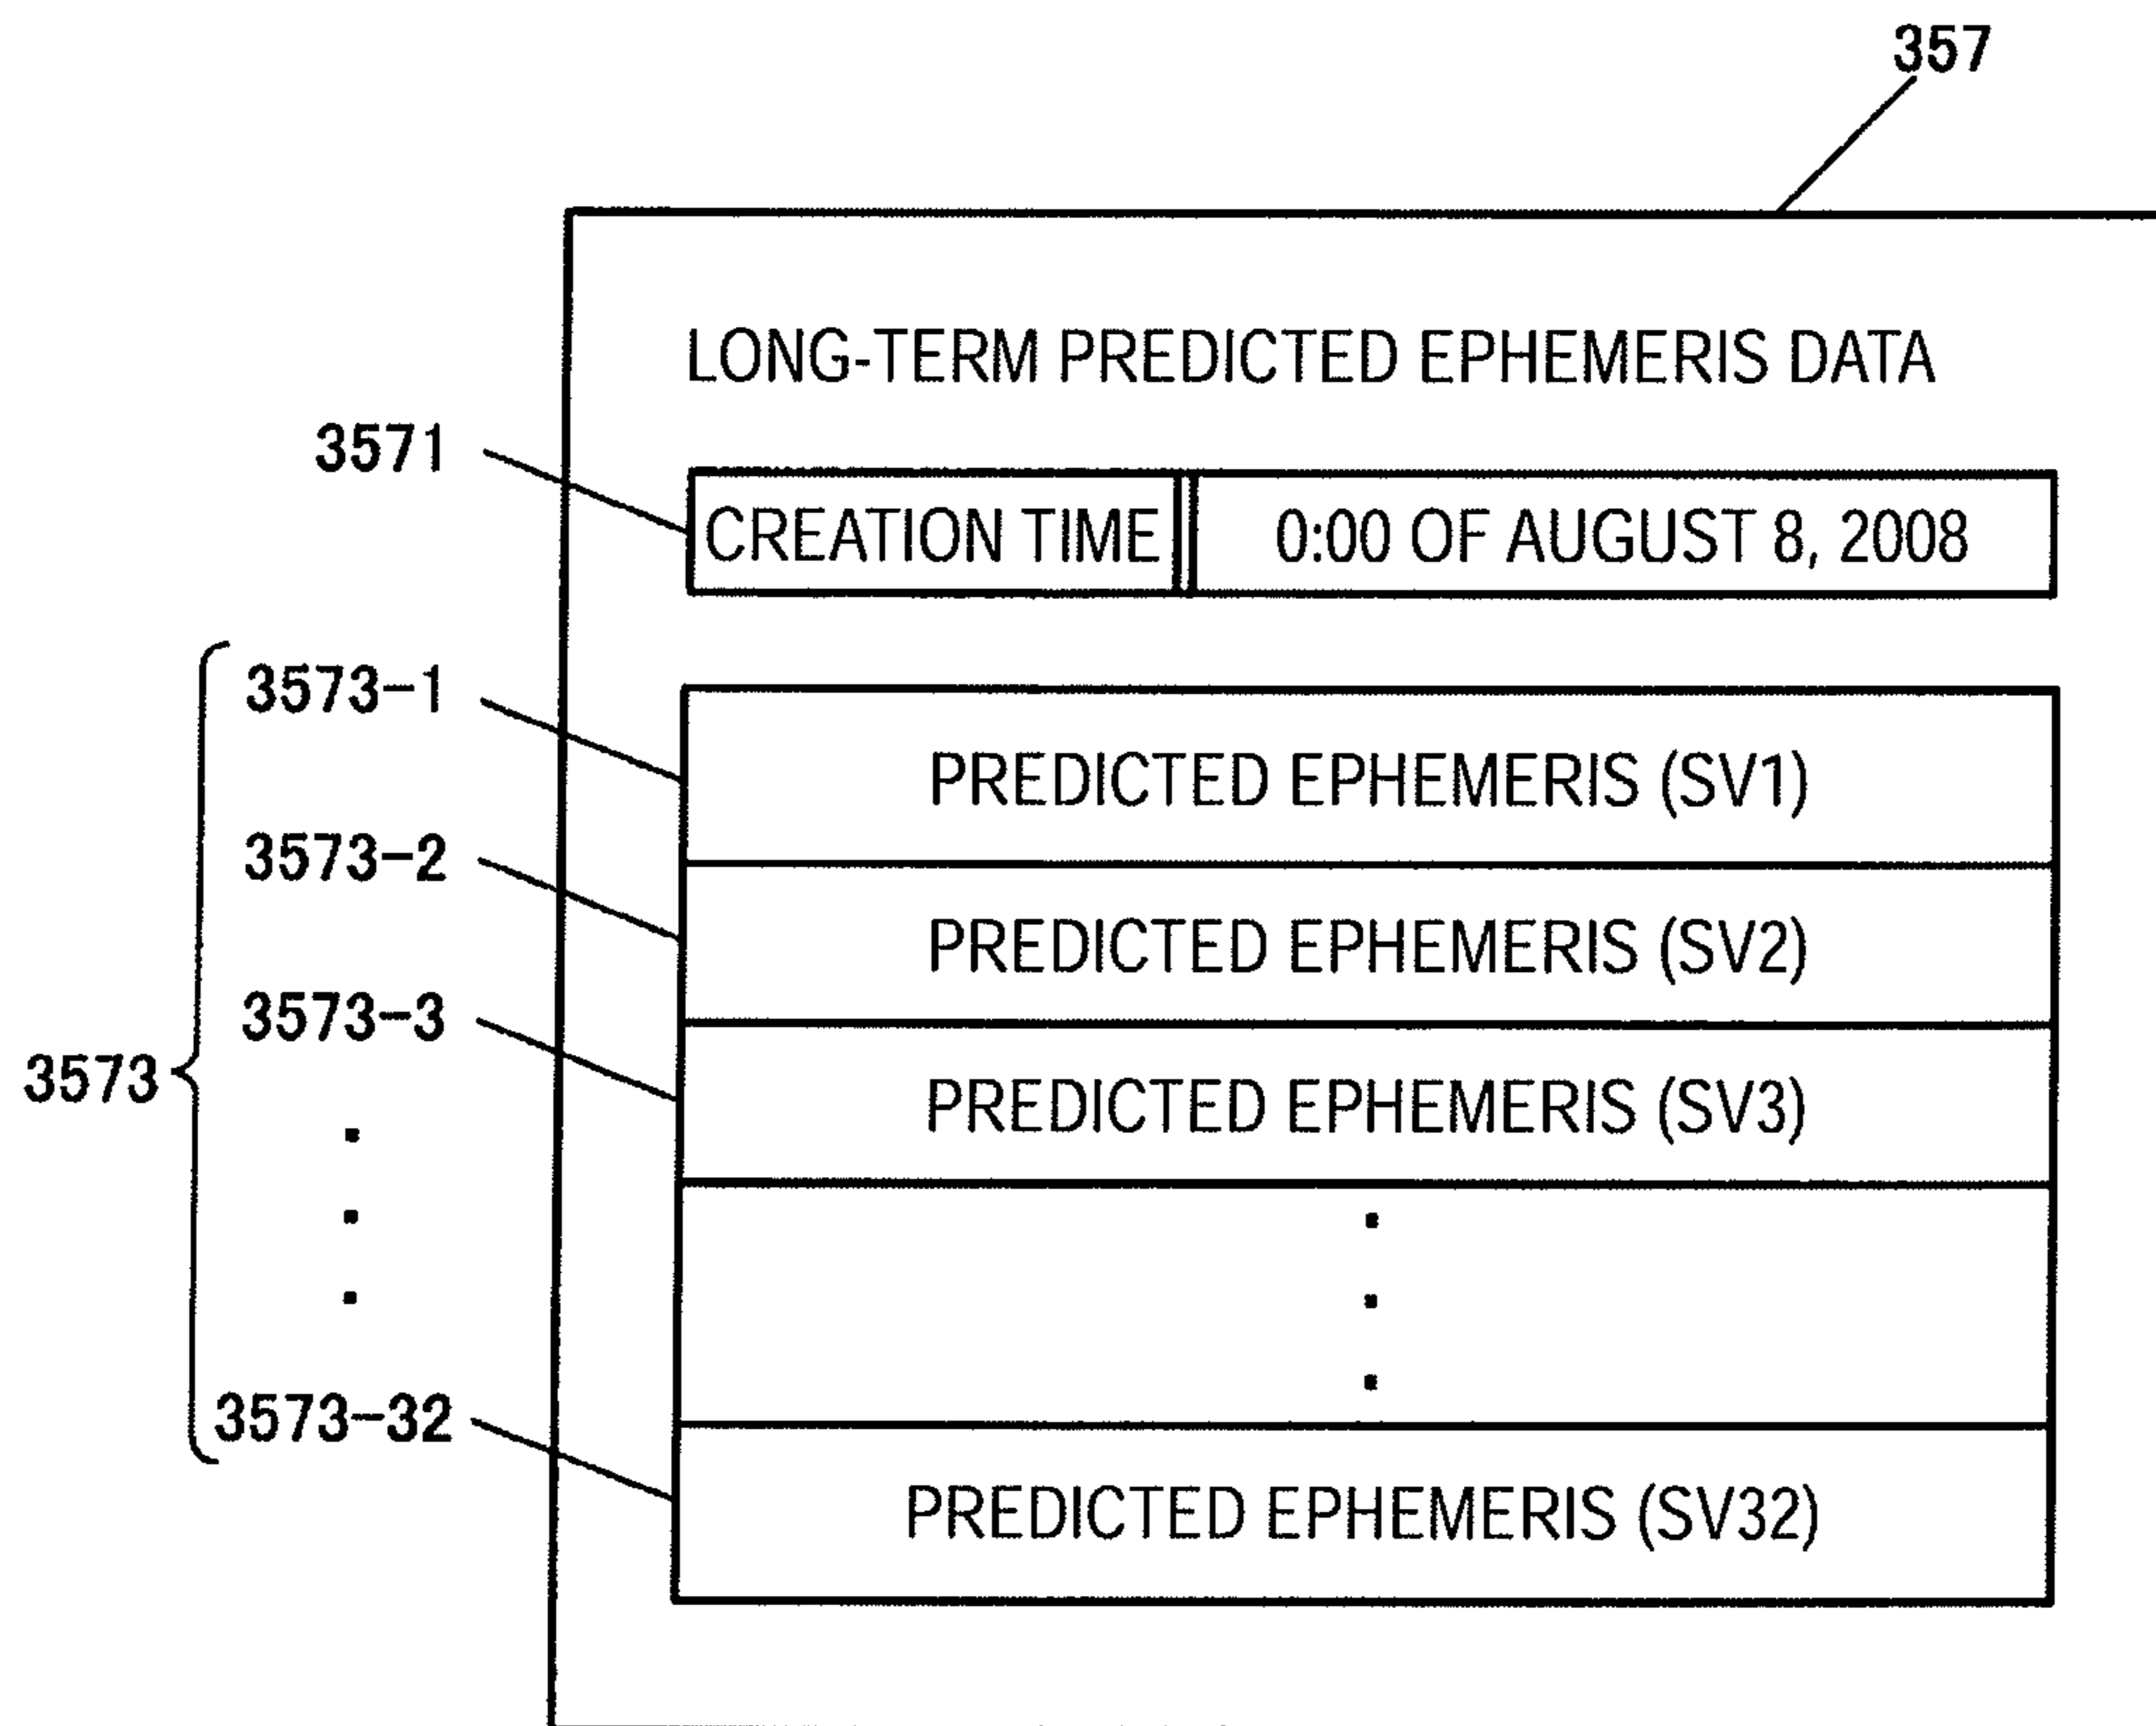 357
LONG-TERM PREDICTED EPHEMERIS DATA
3571
CREATION TIME 0:00 OF AUGUST 8, 2008
3573-1
PREDICTED EPHEMERIS (SV1)
3573-2
PREDICTED EPHEMERIS (SV2)
3573-3
PREDICTED EPHEMERIS (SV3)
3573
3573-32
PREDICTED EPHEMERIS (SV32)